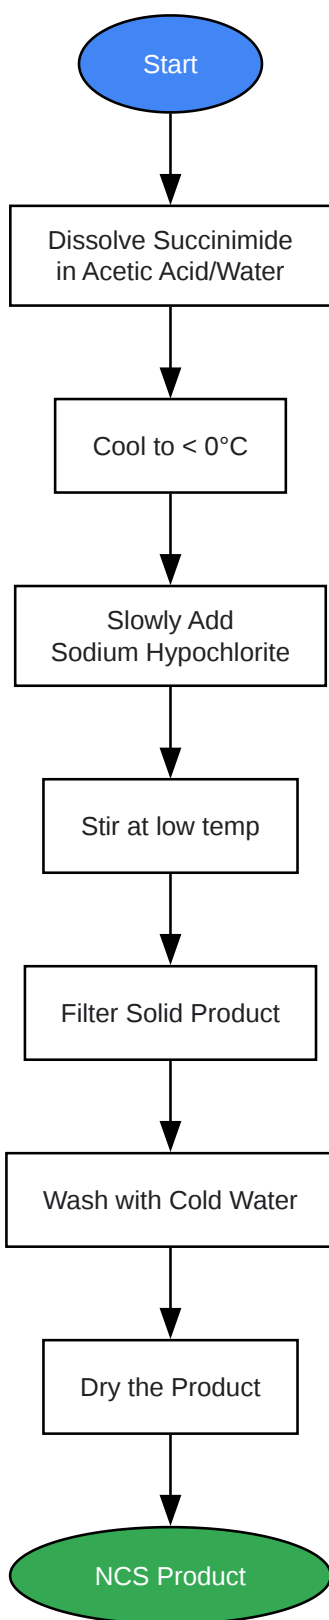 Start
Dissolve Succinimide
in Acetic Acid/Water
Cool to < 0°C
Slowly Add
Sodium Hypochlorite
Stir at low temp
Filter Solid Product
Wash with Cold Water
Dry the Product
NCS Product